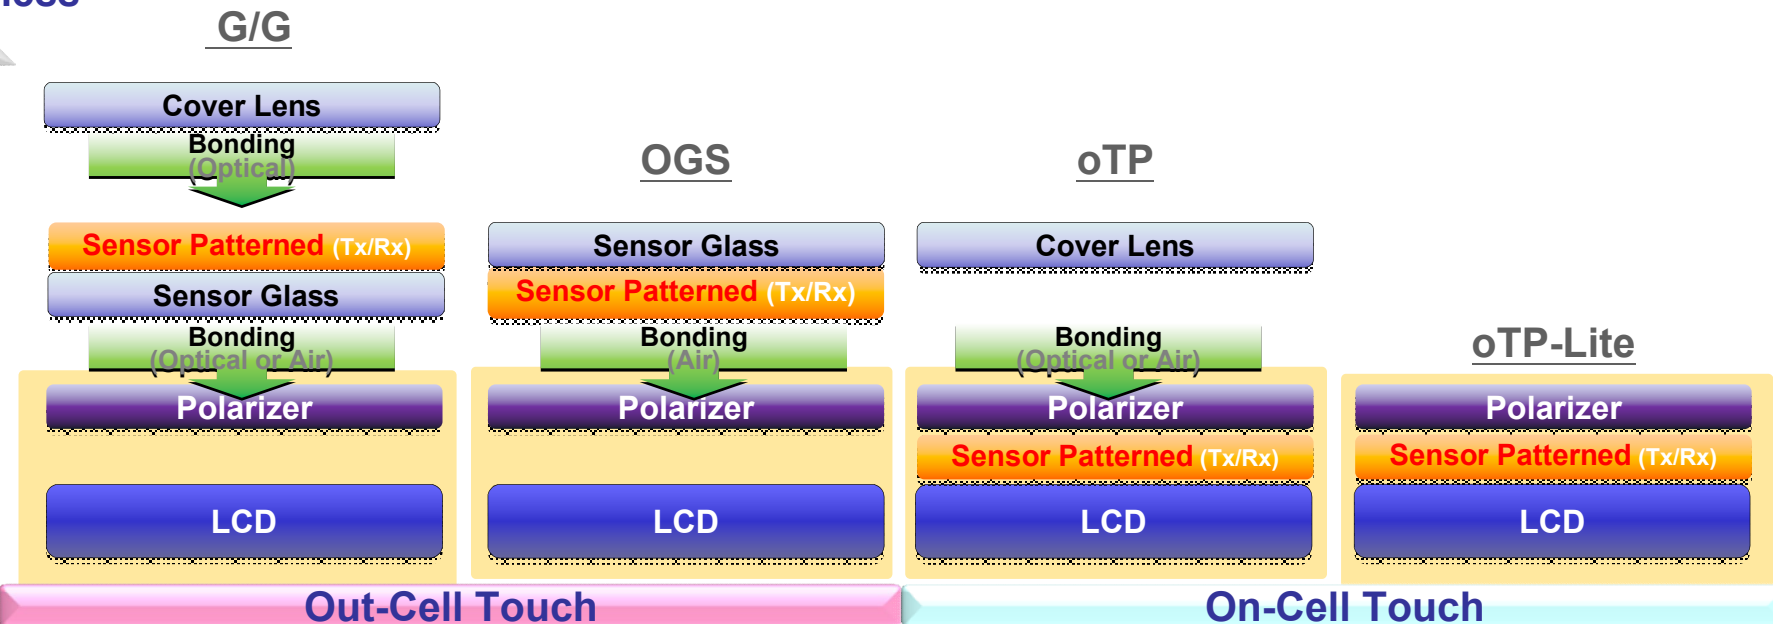 G/G
Cover Lens
Bonding
(Optical)
Sensor Patterned (Tx/Rx)
Sensor Glass
Bonding
(Optical or Air)
Polarizer
LCD
OGS
Sensor Glass
Sensor Patterned (Tx/Rx)
Bonding
(Air)
Polarizer
LCD
oTP
Cover Lens
Bonding
(Optical or Air)
Polarizer
Sensor Patterned (Tx/Rx)
LCD
oTP-Lite
Polarizer
Sensor Patterned (Tx/Rx)
LCD
Out-Cell Touch
On-Cell Touch